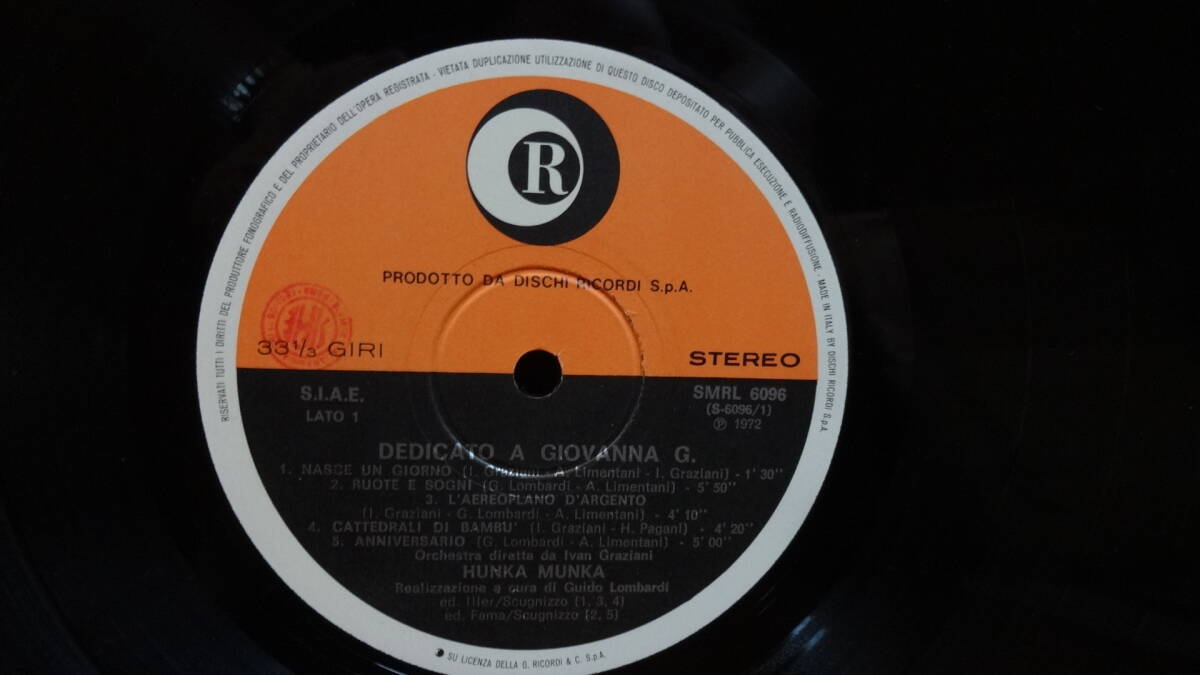 RISERVATI TUTTI I DIRITTI DEL PRODUTTORE FONOGRAFICO E DEL PROPRIETARIO DELL'OPERA REGISTRATA - VIETATA DUPLICAZIONE UTILIZZAZIONE DI QUESTO DISCO DEPOSITATO PER PUBBLICA ESECUZIONE E RADIODIFFUSIONE - MADE IN ITALY BY DISCHI RICORDI S.p.A.
R
PRODOTTO DA DISCHI RICORDI S.p.A.
33 1/3 GIRI
STEREO
S.I.A.E.
SMRL 6096
LATO 1
(S-6096/1)
℗ 1972
DEDICATO A GIOVANNA G.
1. NASCE UN GIORNO (I. Graziani - A. Limentani - I. Graziani) - 1'30"
2. RUOTE E SOGNI (G. Lombardi - A. Limentani) - 5'50"
3. L'AEREOPLANO D'ARGENTO
(I. Graziani - G. Lombardi - A. Limentani) - 4'10"
4. CATTEDRALI DI BAMBU' (I. Graziani - H. Pagani) - 4'20"
5. ANNIVERSARIO (G. Lombardi - A. Limentani) - 5'00"
Orchestra diretta da Ivan Graziani
HUNKA MUNKA
Realizzazione a cura di Guido Lombardi
ed. Iller/Scugnizzo (1, 3, 4)
ed. Fama/Scugnizzo (2, 5)
SU LICENZA DELLA G. RICORDI & C. S.p.A.